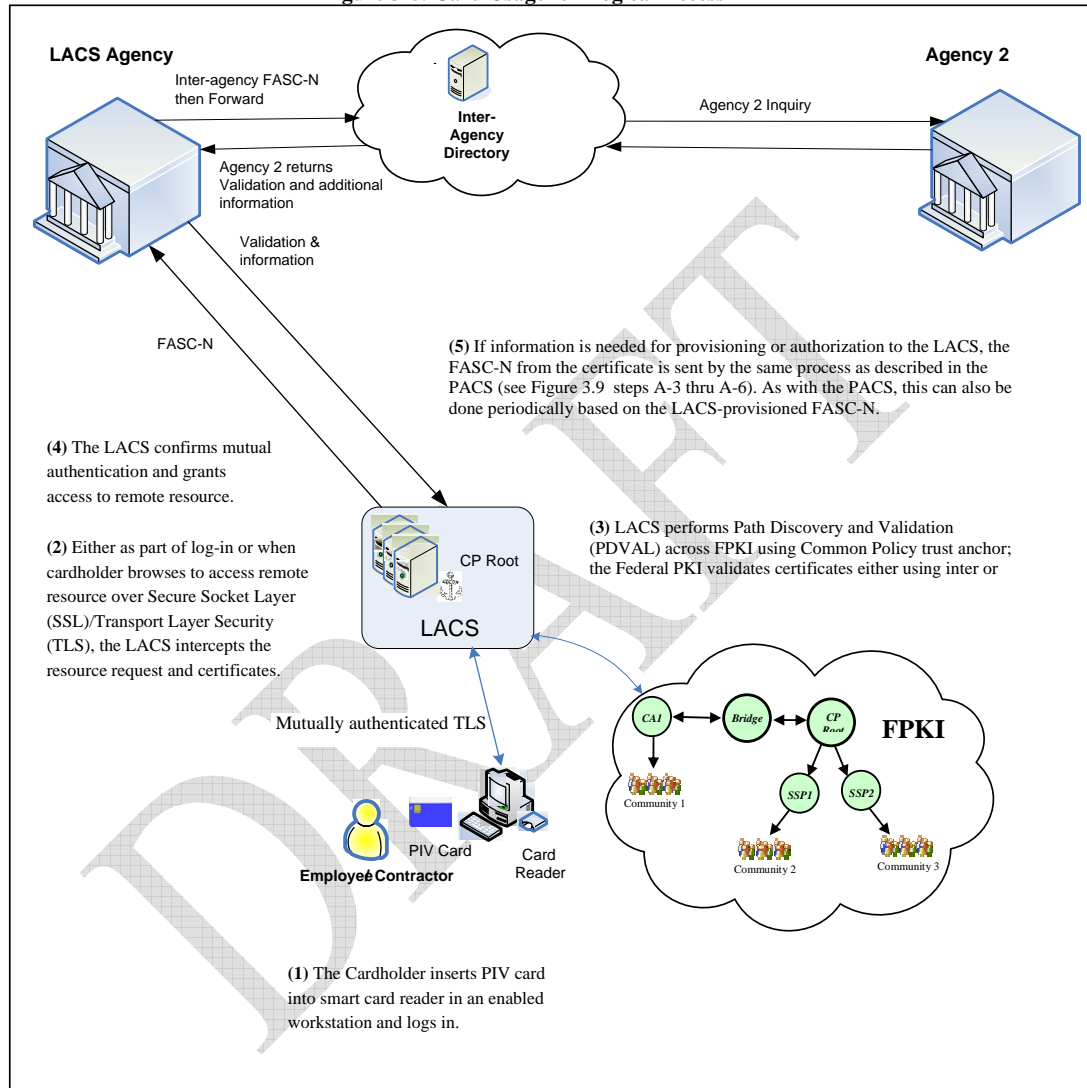 LACS Agency
Agency 2
Inter-agency FASC-N
then Forward
Inter-
Agency
Directory
Agency 2 Inquiry
Agency 2 returns
Validation and additional
information
Validation &
information
FASC-N
(5) If information is needed for provisioning or authorization to the LACS, the
FASC-N from the certificate is sent by the same process as described in the
PACS (see Figure 3.9 steps A-3 thru A-6). As with the PACS, this can also be
done periodically based on the LACS-provisioned FASC-N.
(4) The LACS confirms mutual
authentication and grants
access to remote resource.
(2) Either as part of log-in or when
cardholder browses to access remote
resource over Secure Socket Layer
(SSL)/Transport Layer Security
(TLS), the LACS intercepts the
resource request and certificates.
CP Root
LACS
(3) LACS performs Path Discovery and Validation
(PDVAL) across FPKI using Common Policy trust anchor;
the Federal PKI validates certificates either using inter or
Mutually authenticated TLS
CA1
Bridge
CP
Root
FPKI
Community 1
SSP1
SSP2
Community 2
Community 3
PIV Card
Card
Reader
Employee Contractor
(1) The Cardholder inserts PIV card
into smart card reader in an enabled
workstation and logs in.
DRAFT